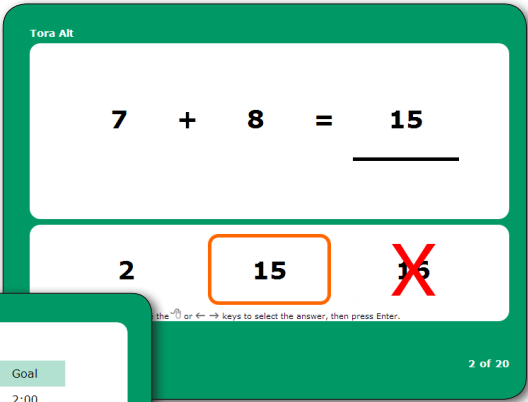 Tora Alt
7 + 8 = 15
2 15 16
the or ← → keys to select the answer, then press Enter.
2 of 20
Goal
2:00